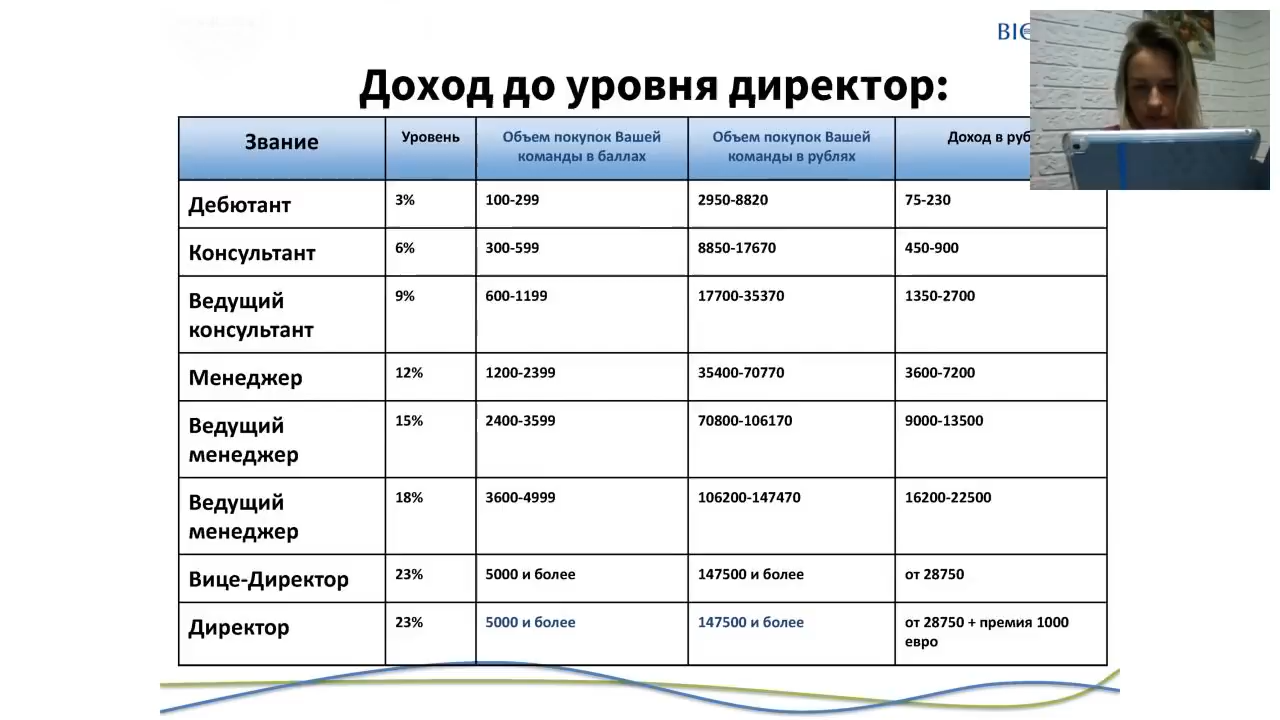 Доход до уровня директор:
Звание
Уровень
Объем покупок Вашей
команды в баллах
Объем покупок Вашей
команды в рублях
Доход в
Дебютант
3%
100-299
2950-8820
75-230
Консультант
6%
300-599
8850-17670
450-900
Ведущий
консультант
9%
600-1199
17700-35370
1350-2700
Менеджер
12%
1200-2399
35400-70770
3600-7200
Ведущий
менеджер
15%
2400-3599
70800-106170
9000-13500
Ведущий
менеджер
18%
3600-4999
106200-147470
16200-22500
Вице-Директор
23%
5000 и более
147500 и более
от 28750
Директор
23%
5000 и более
147500 и более
от 28750 + премия 1000
евро